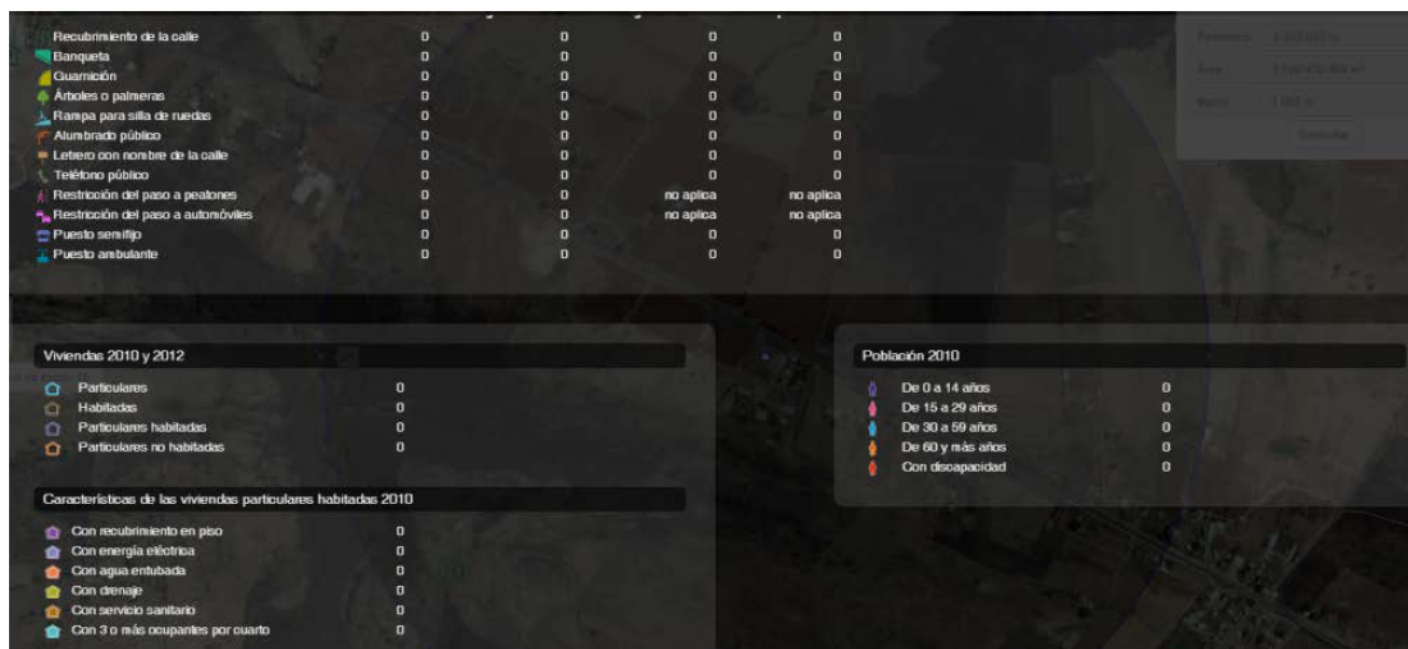 Recubrimiento de la calle 0 0 0 0
Banqueta 0 0 0 0
Guarnición 0 0 0 0
Árboles o palmeras 0 0 0 0
Rampa para silla de ruedas 0 0 0 0
Alumbrado público 0 0 0 0
Letrero con nombre de la calle 0 0 0 0
Teléfono público 0 0 0 0
Restricción del paso a peatones 0 0 no aplica no aplica
Restricción del paso a automóviles 0 0 no aplica no aplica
Puesto semifijo 0 0 0 0
Puesto ambulante 0 0 0 0
Perímetro
Área
Radio
Consultar
Viviendas 2010 y 2012
Particulares 0
Habitadas 0
Particulares habitadas 0
Particulares no habitadas 0
Características de las viviendas particulares habitadas 2010
Con recubrimiento en piso 0
Con energía eléctrica 0
Con agua entubada 0
Con drenaje 0
Con servicio sanitario 0
Con 3 o más ocupantes por cuarto 0
Población 2010
De 0 a 14 años 0
De 15 a 29 años 0
De 30 a 59 años 0
De 60 y más años 0
Con discapacidad 0